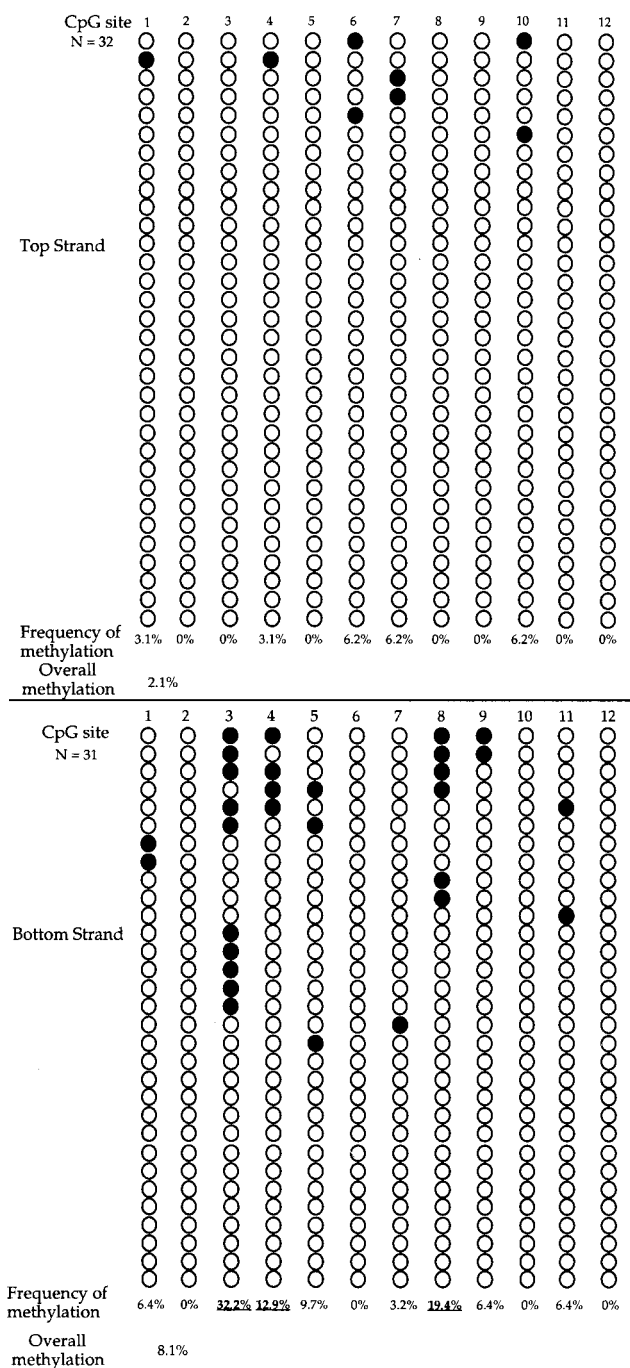 CpG site 1 2 3 4 5 6 7 8 9 10 11 12
N = 32
Top Strand
Frequency of methylation 3.1% 0% 0% 3.1% 0% 6.2% 6.2% 0% 0% 6.2% 0% 0%
Overall methylation 2.1%
CpG site 1 2 3 4 5 6 7 8 9 10 11 12
N = 31
Bottom Strand
Frequency of methylation 6.4% 0% 32.2% 12.9% 9.7% 0% 3.2% 19.4% 6.4% 0% 6.4% 0%
Overall methylation 8.1%